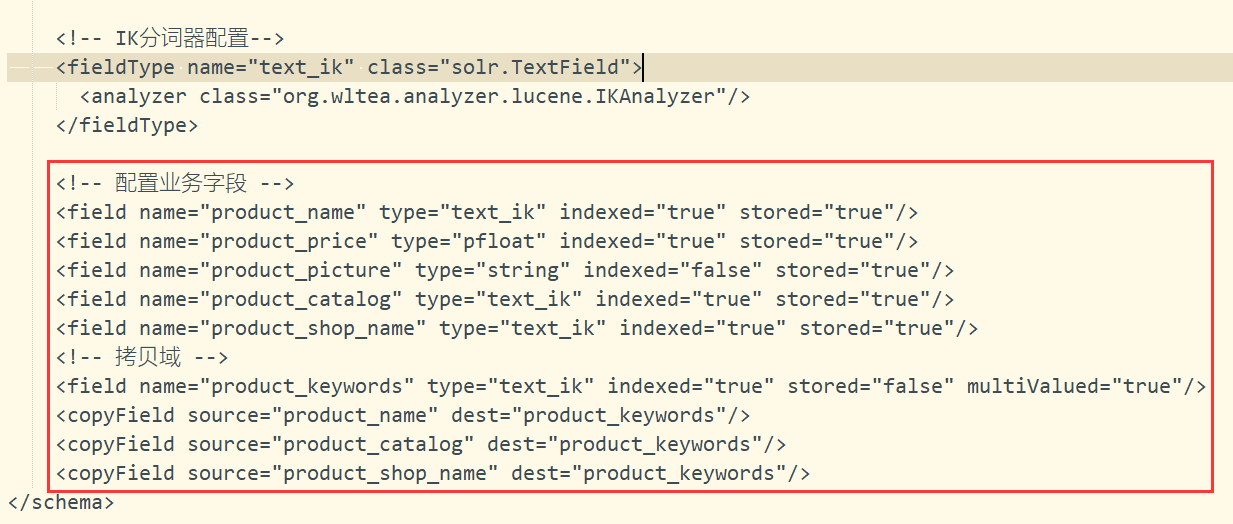 <!-- IK分词器配置-->
<fieldType name="text_ik" class="solr.TextField">
<analyzer class="org.wltea.analyzer.lucene.IKAnalyzer"/>
</fieldType>
<!-- 配置业务字段 -->
<field name="product_name" type="text_ik" indexed="true" stored="true"/>
<field name="product_price" type="pfloat" indexed="true" stored="true"/>
<field name="product_picture" type="string" indexed="false" stored="true"/>
<field name="product_catalog" type="text_ik" indexed="true" stored="true"/>
<field name="product_shop_name" type="text_ik" indexed="true" stored="true"/>
<!-- 拷贝域 -->
<field name="product_keywords" type="text_ik" indexed="true" stored="false" multiValued="true"/>
<copyField source="product_name" dest="product_keywords"/>
<copyField source="product_catalog" dest="product_keywords"/>
<copyField source="product_shop_name" dest="product_keywords"/>
</schema>